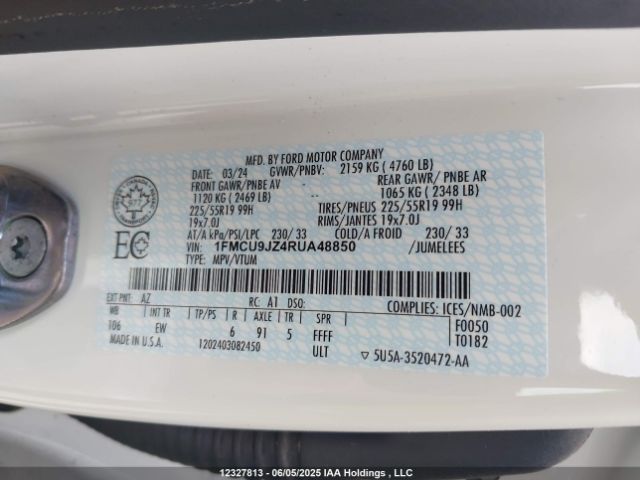 MFD. BY FORD MOTOR COMPANY
DATE: 03/24 GVWR/PNBV: 2159 KG ( 4760 LB)
FRONT GAWR/PNBE AV -- REAR GAWR/ PNBE AR
1120 KG ( 2469 LB) 1065 KG ( 2348 LB)
225/55R19 99H TIRES/PNEUS 225/55R19 99H
19x7.0J RIMS/JANTES 19x7.0J
AT/A kPa/PSI/LPC 230/ 33 COLD/A FROID 230/ 33
VIN: 1FMCU9JZ4RUA48850 /JUMELEES
TYPE: MPV/VTUM
EC
EXT PNT: AZ RC: A1 DSO: COMPLIES: ICES/NMB-002
WB INT TR TP/PS R AXLE TR SPR F0050
106 EW 6 91 5 FFFF T0182
MADE IN U.S.A. 1202403082450 ULT ▽ 5U5A-3520472-AA
12327813 - 06/05/2025 IAA Holdings , LLC